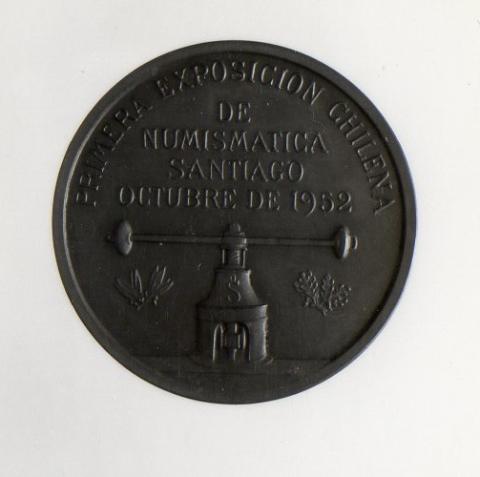 PRIMERA EXPOSICION CHILENA
DE
NUMISMATICA
SANTIAGO
OCTUBRE DE 1952
S